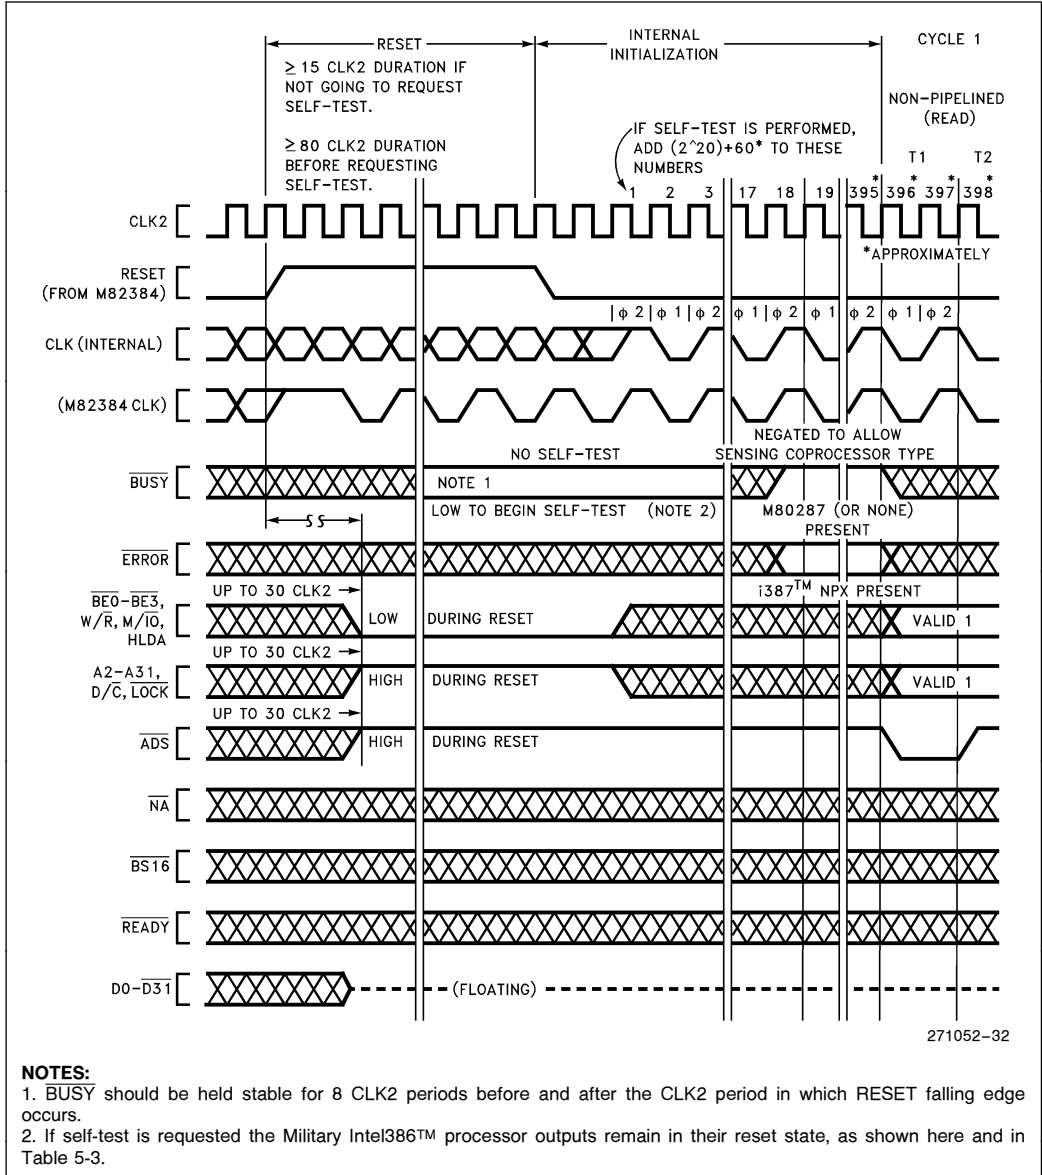 RESET
≥ 15 CLK2 DURATION IF
NOT GOING TO REQUEST
SELF-TEST.
≥ 80 CLK2 DURATION
BEFORE REQUESTING
SELF-TEST.
INTERNAL
INITIALIZATION
CYCLE 1
NON-PIPELINED
(READ)
IF SELF-TEST IS PERFORMED,
ADD (2^20)+60* TO THESE
NUMBERS
T1 T2
1 2 3 17 18 19 395* 396* 397* 398*
CLK2
*APPROXIMATELY
RESET
(FROM M82384)
ϕ 2 ϕ 1 ϕ 2 ϕ 1 ϕ 2 ϕ 1 ϕ 2 ϕ 1 ϕ 2
CLK (INTERNAL)
(M82384 CLK)
NO SELF-TEST
NEGATED TO ALLOW
SENSING COPROCESSOR TYPE
BUSY
NOTE 1
LOW TO BEGIN SELF-TEST (NOTE 2)
M80287 (OR NONE)
PRESENT
ERROR
UP TO 30 CLK2
i387™ NPX PRESENT
BE0-BE3,
W/R, M/IO,
HLDA
LOW DURING RESET
VALID 1
UP TO 30 CLK2
A2-A31,
D/C, LOCK
HIGH DURING RESET
VALID 1
UP TO 30 CLK2
ADS
HIGH DURING RESET
NA
BS16
READY
D0-D31
(FLOATING)
271052-32
NOTES:
1. BUSY should be held stable for 8 CLK2 periods before and after the CLK2 period in which RESET falling edge
occurs.
2. If self-test is requested the Military Intel386™ processor outputs remain in their reset state, as shown here and in
Table 5-3.